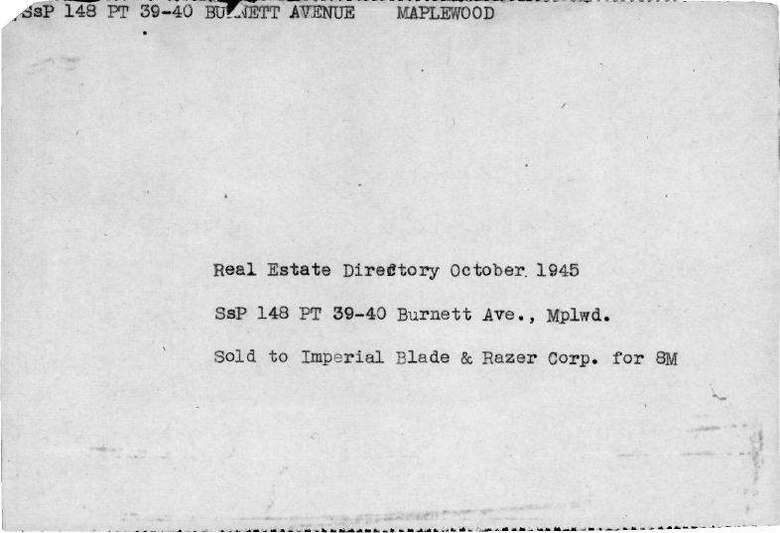 SsP 148 PT 39-40 BURNETT AVENUE MAPLEWOOD
Real Estate Directory October 1945
SsP 148 PT 39-40 Burnett Ave., Mplwd.
Sold to Imperial Blade & Razer Corp. for 8M